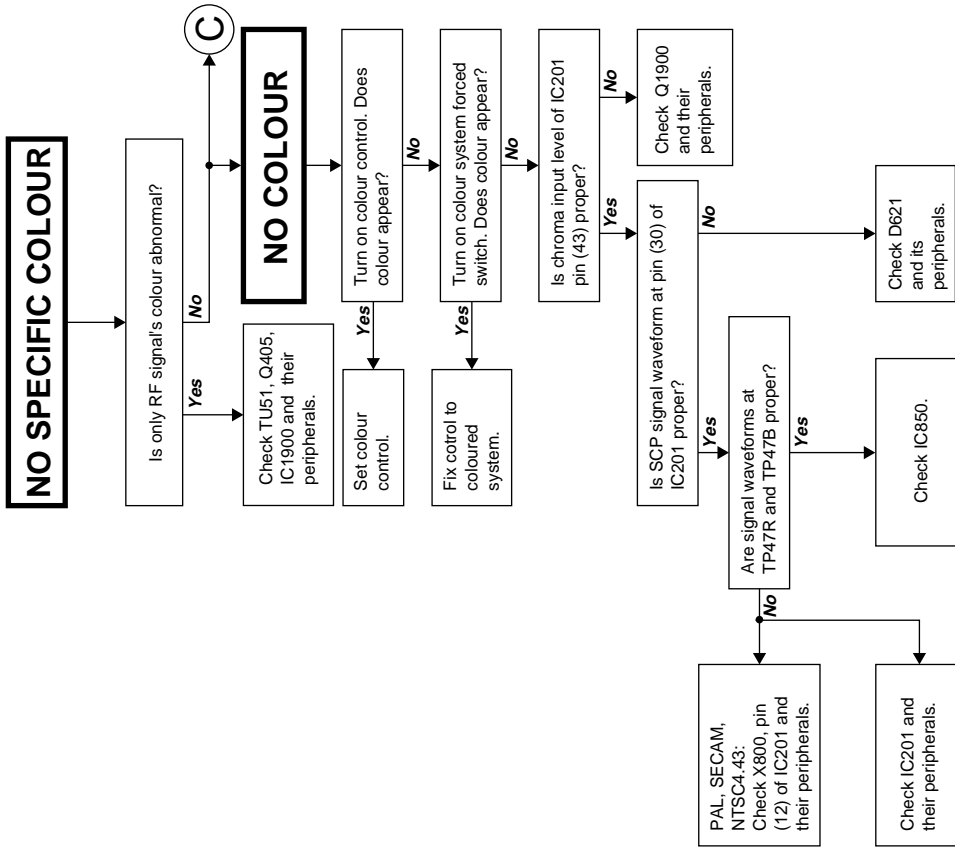 NO SPECIFIC COLOUR
Is only RF signal's colour abnormal?
No
Yes
C
Check TU51, Q405,
IC1900 and their
peripherals.
NO COLOUR
Turn on colour control. Does
colour appear?
Yes
No
Set colour
control.
Turn on colour system forced
switch. Does colour appear?
Yes
No
Fix cotrol to
coloured
system.
Is chroma input level of IC201
pin (43) proper?
Yes
No
Check Q1900
and their
peripherals.
Is SCP signal waveform at pin (30) of
IC201 proper?
Yes
No
Check D621
and its
peripherals.
Are signal waveforms at
TP47R and TP47B proper?
No
Yes
Check IC850.
PAL, SECAM,
NTSC4.43:
Check X800, pin
(12) of IC201 and
their peripherals.
Check IC201 and
their peripherals.